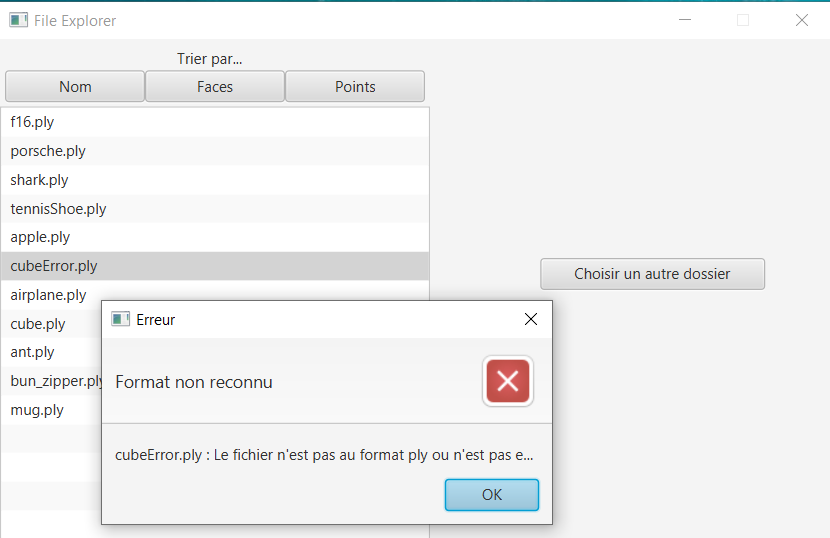 File Explorer
Trier par...
Nom Faces Points
f16.ply
porsche.ply
shark.ply
tennisShoe.ply
apple.ply
cubeError.ply
Choisir un autre dossier
airplane.ply
cube.ply
ant.ply
bun_zipper.ply
mug.ply
Erreur
Format non reconnu
cubeError.ply : Le fichier n'est pas au format ply ou n'est pas e...
OK